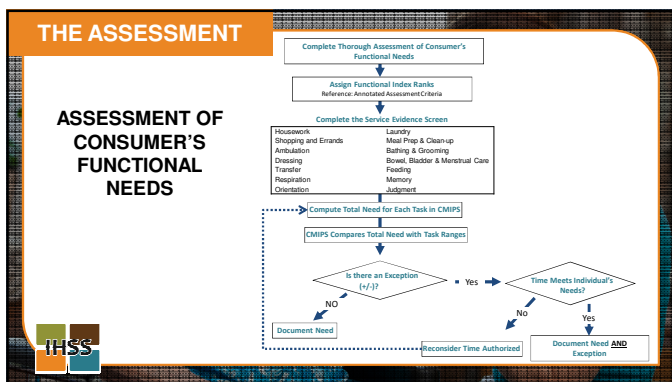 THE ASSESSMENT
ASSESSMENT OF
CONSUMER'S
FUNCTIONAL
NEEDS
Complete Thorough Assessment of Consumer's
Functional Needs
Assign Functional Index Ranks
Reference: Annotated Assessment Criteria
Complete the Service Evidence Screen
Housework Laundry
Shopping and Errands Meal Prep & Clean-up
Ambulation Bathing & Grooming
Dressing Bowel, Bladder & Menstrual Care
Transfer Feeding
Respiration Memory
Orientation Judgment
Compute Total Need for Each Task in CMIPS
CMIPS Compares Total Need with Task Ranges
Is there an Exception
(+/-)?
Yes
Time Meets Individual's
Needs?
NO
No
Yes
Document Need
Reconsider Time Authorized
Document Need AND
Exception
IHSS